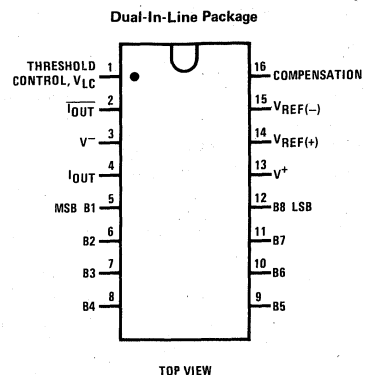 Dual-In-Line Package
THRESHOLD
CONTROL, VLC
1
16
COMPENSATION
IOUT
2
15
VREF(−)
V−
3
14
VREF(+)
IOUT
4
13
V+
MSB B1
5
12
B8 LSB
B2
6
11
B7
B3
7
10
B6
B4
8
9
B5
TOP VIEW